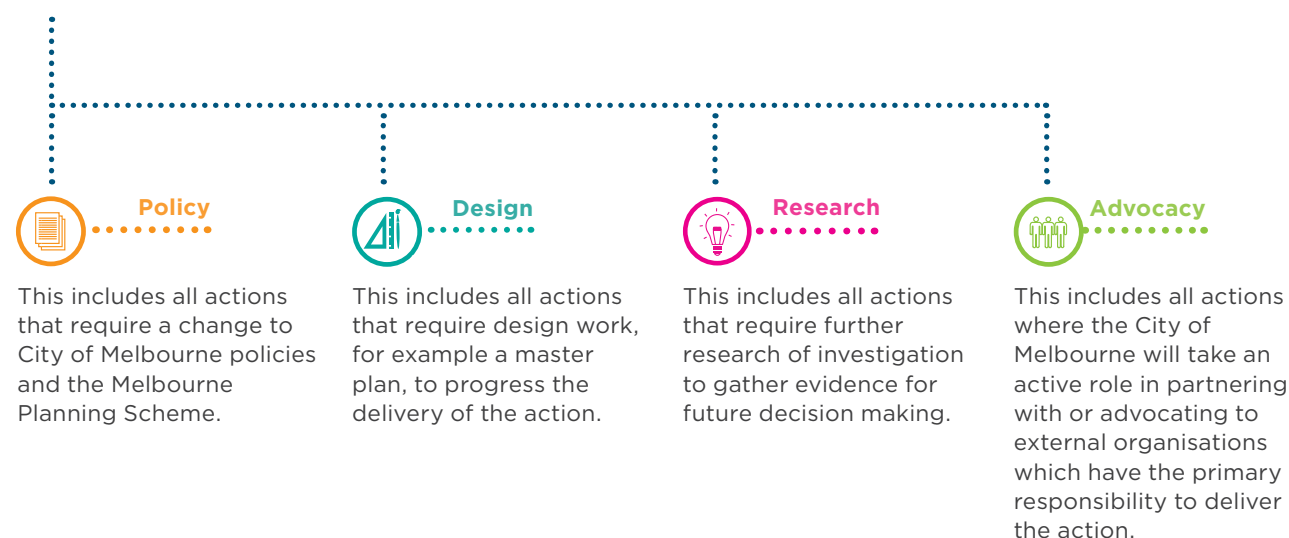 Policy
This includes all actions
that require a change to
City of Melbourne policies
and the Melbourne
Planning Scheme.
Design
This includes all actions
that require design work,
for example a master
plan, to progress the
delivery of the action.
Research
This includes all actions
that require further
research of investigation
to gather evidence for
future decision making.
Advocacy
This includes all actions
where the City of
Melbourne will take an
active role in partnering
with or advocating to
external organisations
which have the primary
responsibility to deliver
the action.